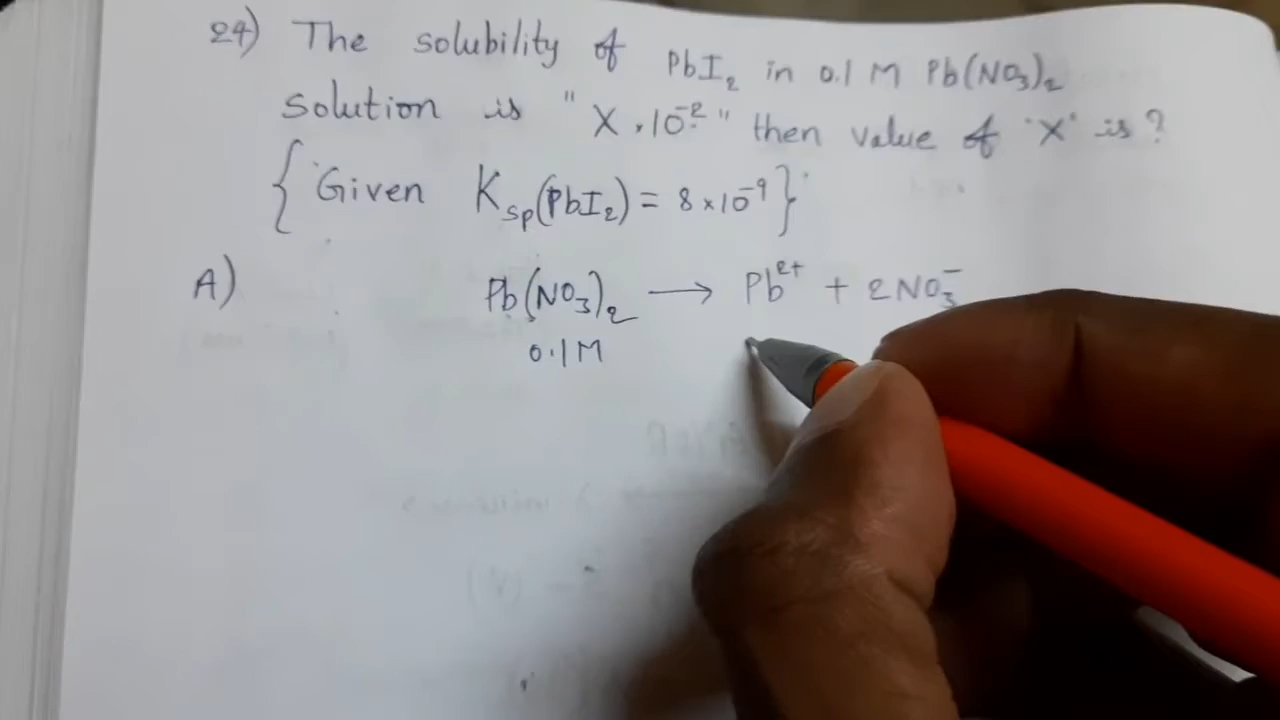 24) The solubility of PbI₂ in 0.1 M Pb(NO₃)₂
Solution is "X × 10⁻²" then value of 'X' is?
{Given Ksp(PbI₂) = 8×10⁻⁹}
A) Pb(NO₃)₂ → Pb²⁺ + 2NO₃⁻
0.1M